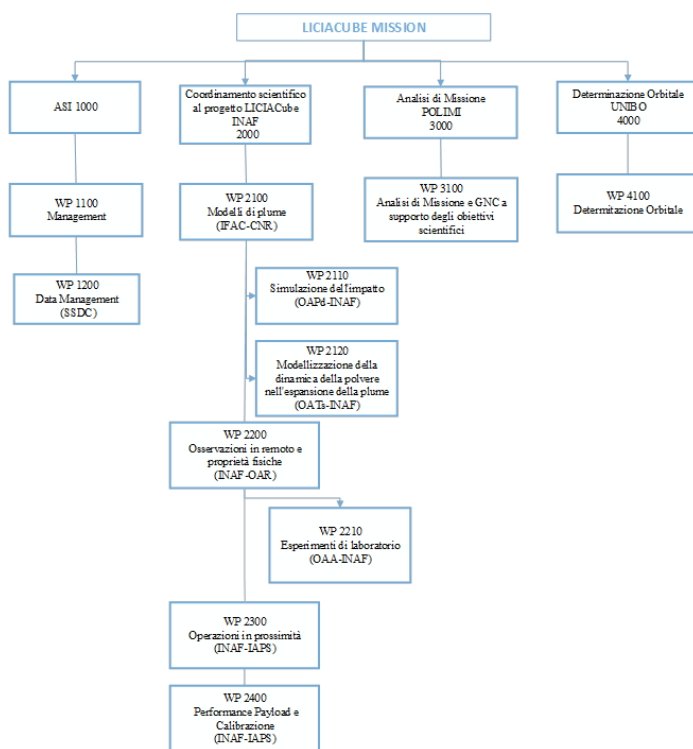 LICIACUBE MISSION
ASI 1000
Coordinamento scientifico
al progetto LICIACube
INAF
2000
Analisi di Missione
POLIMI
3000
Determinazione Orbitale
UNIBO
4000
WP 1100
Management
WP 2100
Modelli di plume
(IFAC-CNR)
WP 3100
Analisi di Missione e GNC a
supporto degli obiettivi
scientifici
WP 4100
Determitazione Orbitale
WP 1200
Data Management
(SSDC)
WP 2110
Simulazione dell'impatto
(OAPd-INAF)
WP 2120
Modellizzazione della
dinamica della polvere
nell'espansione della plume
(OATs-INAF)
WP 2200
Osservazioni in remoto e
proprietà fisiche
(INAF-OAR)
WP 2210
Esperimenti di laboratorio
(OAA-INAF)
WP 2300
Operazioni in prossimità
(INAF-IAPS)
WP 2400
Performance Payload e
Calibrazione
(INAF-IAPS)